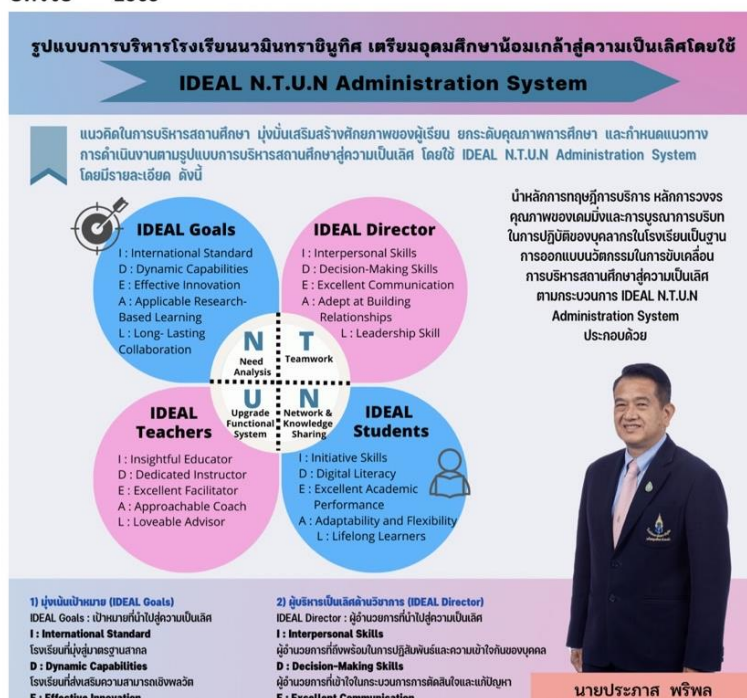 รูปแบบการบริหารโรงเรียนนวมินทราชินูทิศ เตรียมอุดมศึกษาน้อมเกล้าสู่ความเป็นเลิศโดยใช้
IDEAL N.T.U.N Administration System
แนวคิดในการบริหารสถานศึกษา มุ่งมั่นเสริมสร้างศักยภาพของผู้เรียน ยกระดับคุณภาพการศึกษา และกำหนดแนวทาง
การดำเนินงานตามรูปแบบการบริหารสถานศึกษาสู่ความเป็นเลิศ โดยใช้ IDEAL N.T.U.N Administration System
โดยมีรายละเอียด ดังนี้
IDEAL Goals
I : International Standard
D : Dynamic Capabilities
E : Effective Innovation
A : Applicable Research-
Based Learning
L : Long- Lasting
Collaboration
IDEAL Director
I : Interpersonal Skills
D : Decision-Making Skills
E : Excellent Communication
A : Adept at Building
Relationships
L : Leadership Skill
N
Need
Analysis
T
Teamwork
U
Upgrade
Functional
System
N
Network &
Knowledge
Sharing
IDEAL
Teachers
I : Insightful Educator
D : Dedicated Instructor
E : Excellent Facilitator
A : Approachable Coach
L : Loveable Advisor
IDEAL
Students
I : Initiative Skills
D : Digital Literacy
E : Excellent Academic
Performance
A : Adaptability and Flexibility
L : Lifelong Learners
นำหลักการทฤษฎีการบริการ หลักการวงจร
คุณภาพของเดมมิ่งและการบูรณาการบริบท
ในการปฏิบัติของบุคลากรในโรงเรียนเป็นฐาน
การออกแบบนวัตกรรมในการขับเคลื่อน
การบริหารสถานศึกษาสู่ความเป็นเลิศ
ตามกระบวนการ IDEAL N.T.U.N
Administration System
ประกอบด้วย
1) มุ่งเน้นเป้าหมาย (IDEAL Goals)
IDEAL Goals : เป้าหมายที่นำไปสู่ความเป็นเลิศ
I : International Standard
โรงเรียนที่มุ่งสู่มาตรฐานสากล
D : Dynamic Capabilities
โรงเรียนที่ส่งเสริมความสามารถเชิงพลวัต
E : Effective Innovation
2) ผู้บริหารเป็นเลิศด้านวิชาการ (IDEAL Director)
IDEAL Director : ผู้อำนวยการที่นำไปสู่ความเป็นเลิศ
I : Interpersonal Skills
ผู้อำนวยการที่ถึงพร้อมในการปฏิสัมพันธ์และความเข้าใจกันของบุคคล
D : Decision-Making Skills
ผู้อำนวยการที่เข้าใจในกระบวนการการตัดสินใจและแก้ปัญหา
E : Excellent Communication
นายประภาส พริพล